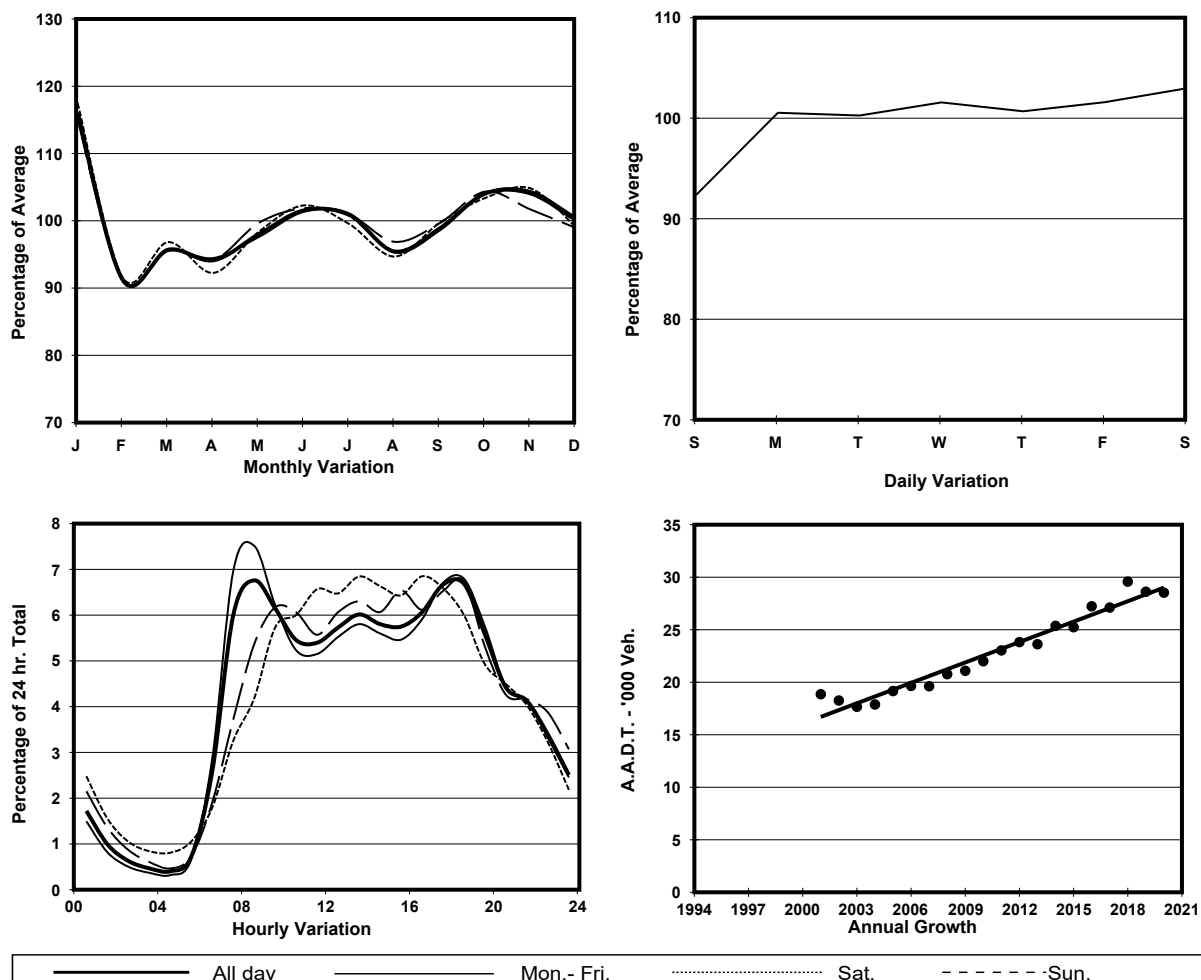 130
120
110
100
90
80
70
Percentage of Average
J F M A M J J A S O N D
Monthly Variation
110
100
90
80
70
Percentage of Average
S M T W T F S
Daily Variation
8
7
6
5
4
3
2
1
0
Percentage of 24 hr. Total
00 04 08 12 16 20 24
Hourly Variation
35
30
25
20
15
10
5
0
A.A.D.T. - '000 Veh.
1994 1997 2000 2003 2006 2009 2012 2015 2018 2021
Annual Growth
All day Mon.- Fri. Sat. Sun.